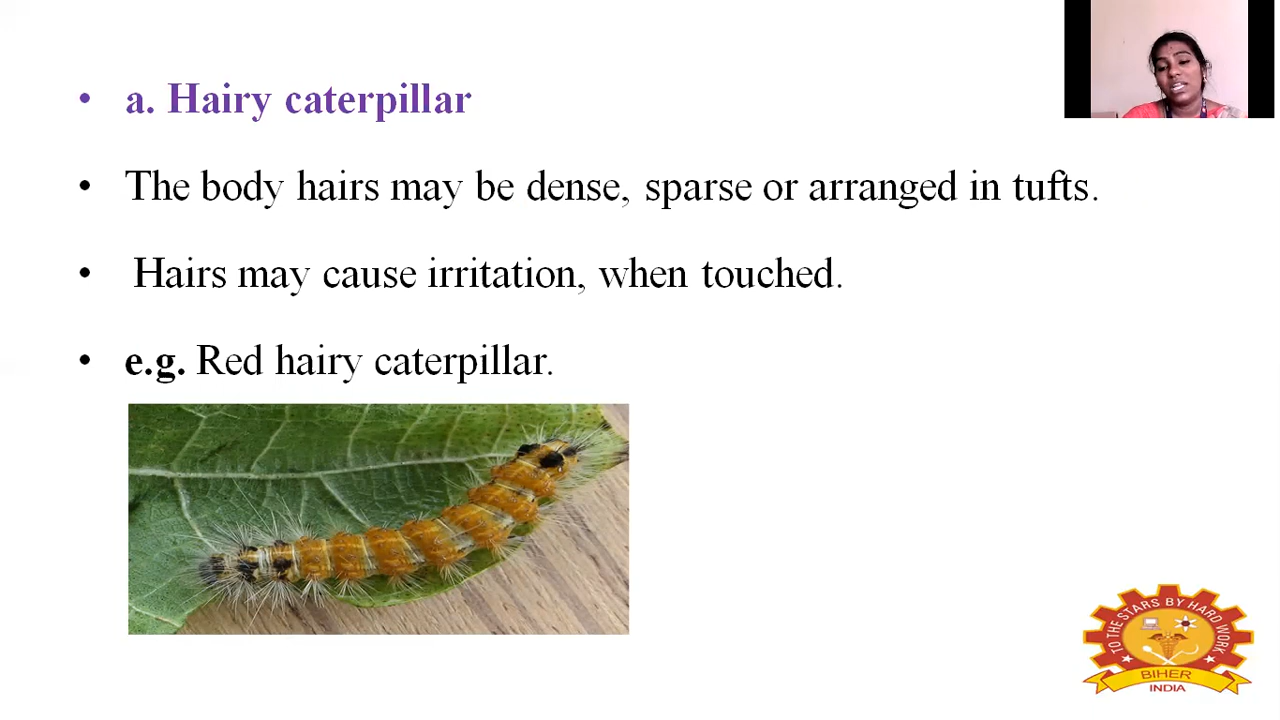 • a. Hairy caterpillar
• The body hairs may be dense, sparse or arranged in tufts.
• Hairs may cause irritation, when touched.
• e.g. Red hairy caterpillar.
TO THE STARS BY HARD WORK
BIHER
INDIA